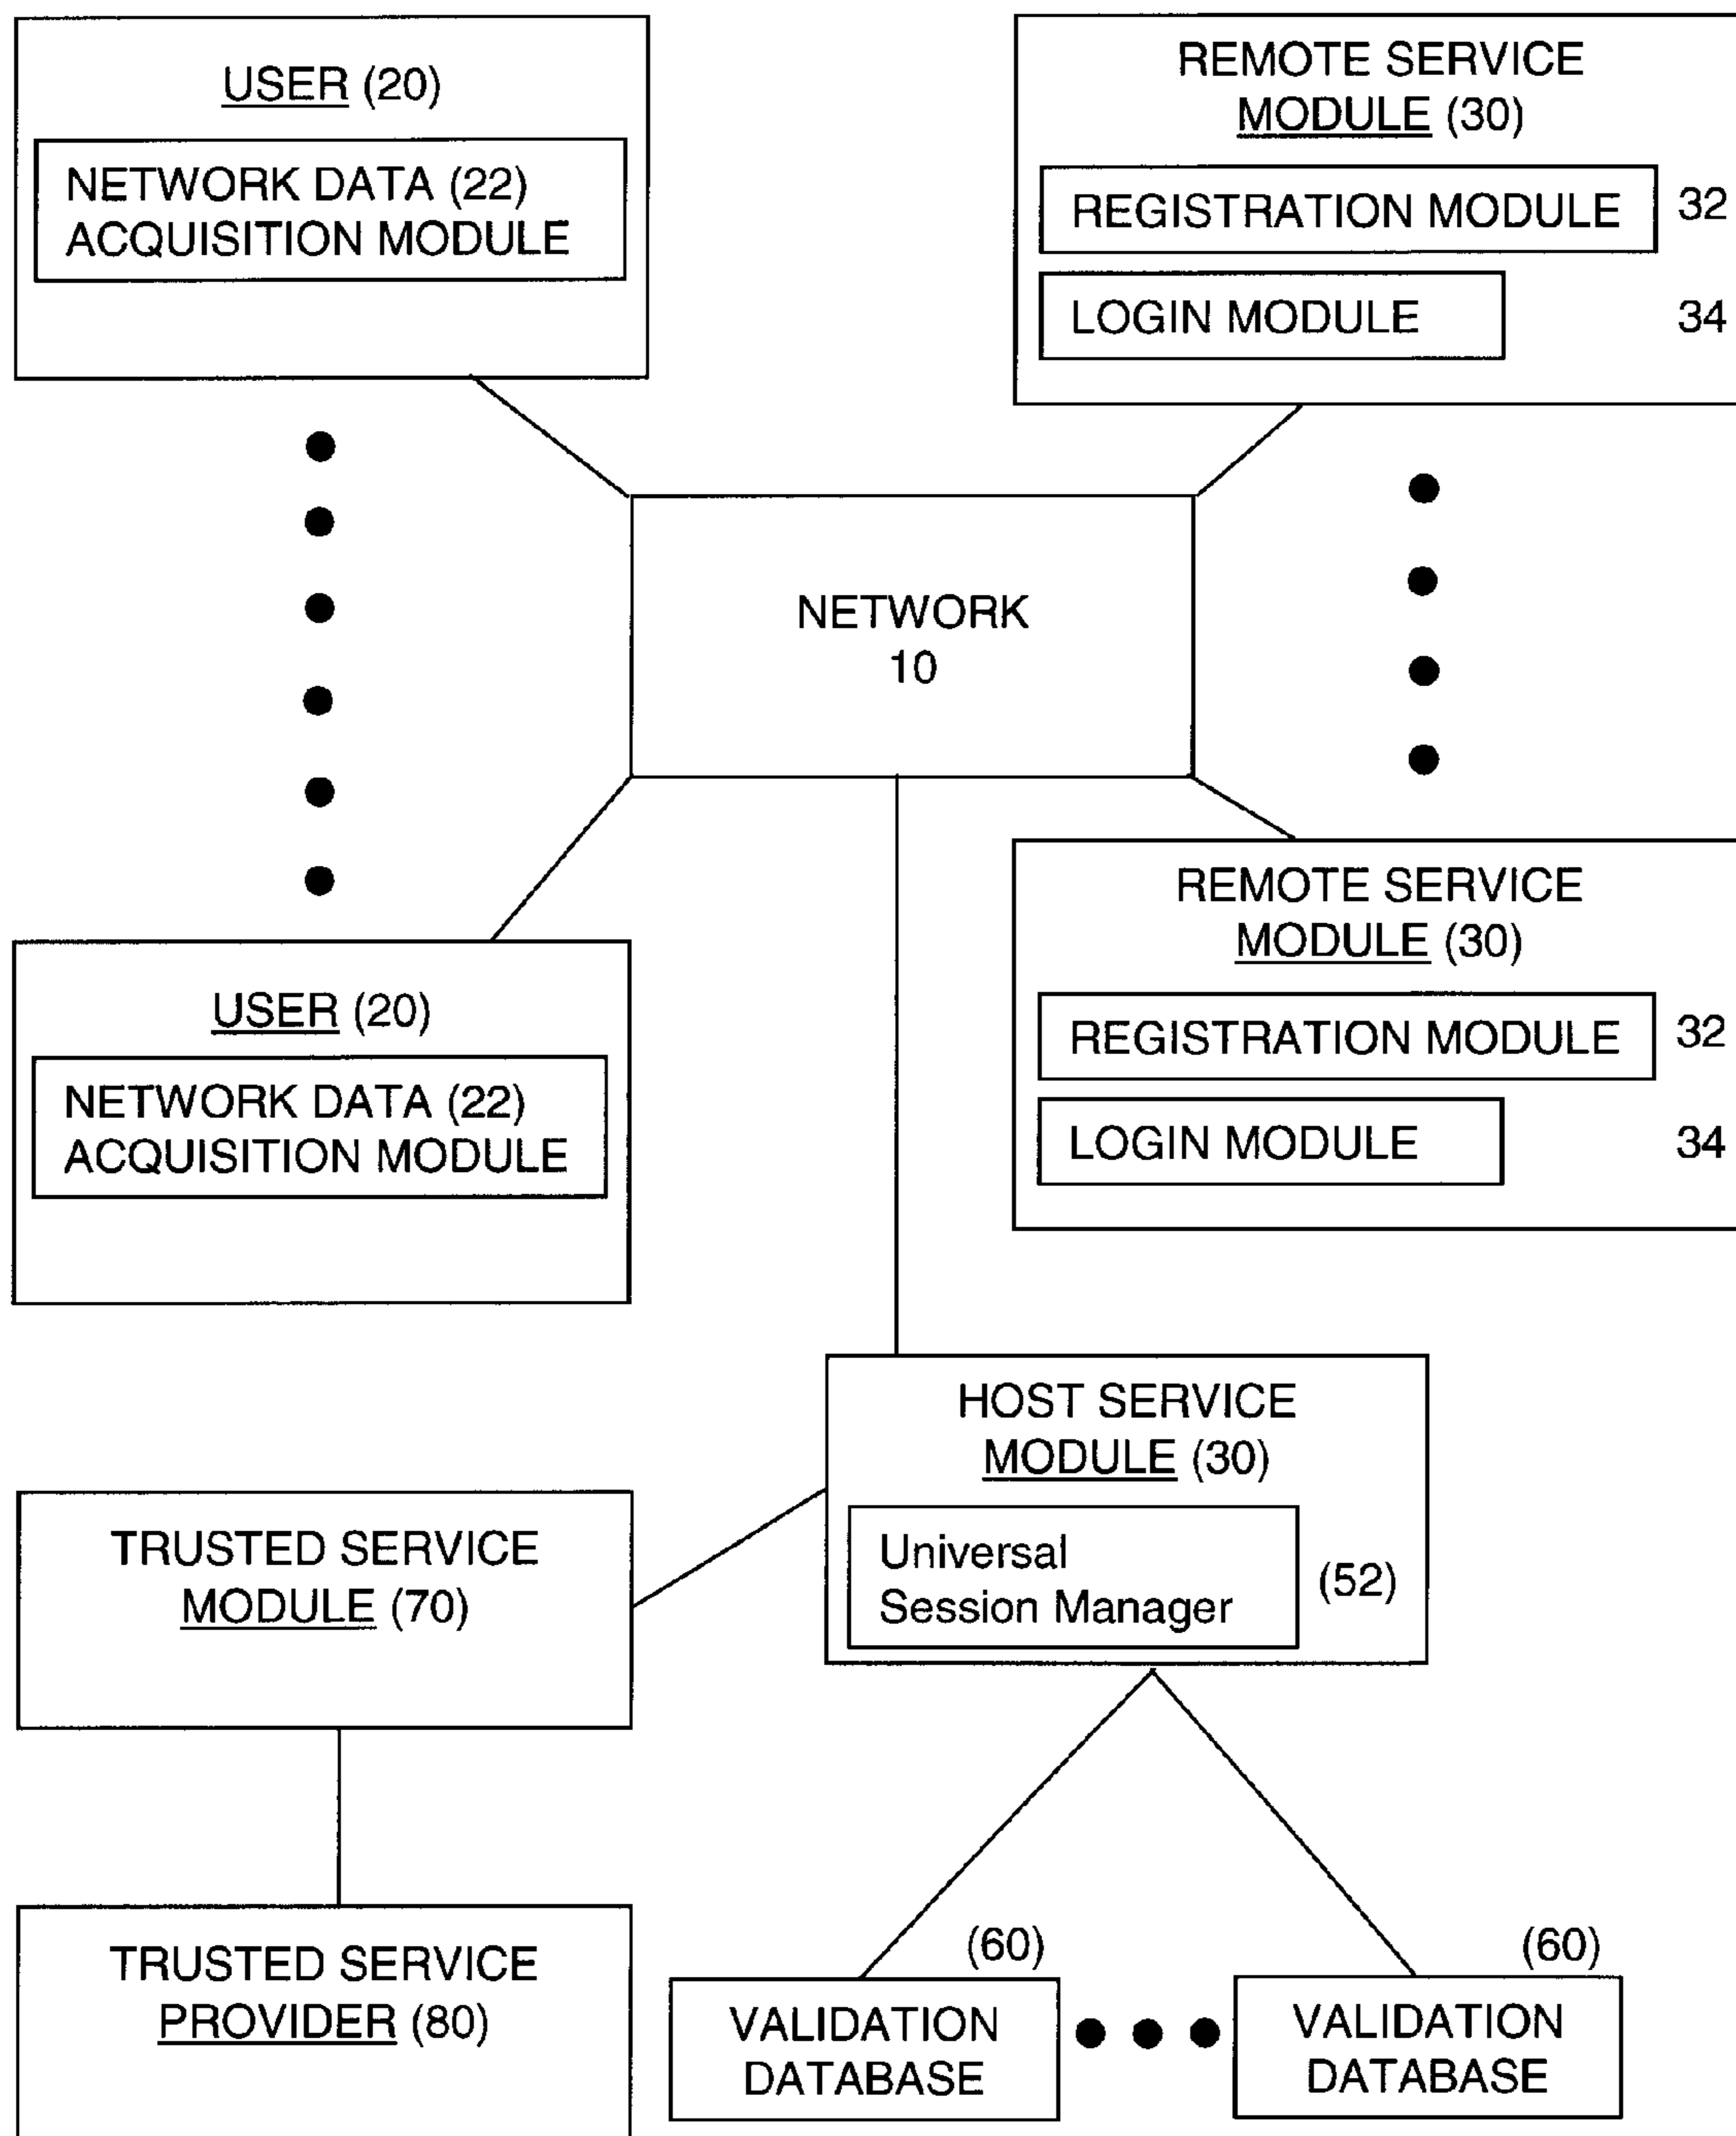 USER (20)
NETWORK DATA (22)
ACQUISITION MODULE
REMOTE SERVICE
MODULE (30)
REGISTRATION MODULE 32
LOGIN MODULE 34
NETWORK
10
REMOTE SERVICE
MODULE (30)
REGISTRATION MODULE 32
LOGIN MODULE 34
USER (20)
NETWORK DATA (22)
ACQUISITION MODULE
HOST SERVICE
MODULE (30)
Universal
Session Manager
(52)
TRUSTED SERVICE
MODULE (70)
TRUSTED SERVICE
PROVIDER (80)
(60)
VALIDATION
DATABASE
(60)
VALIDATION
DATABASE